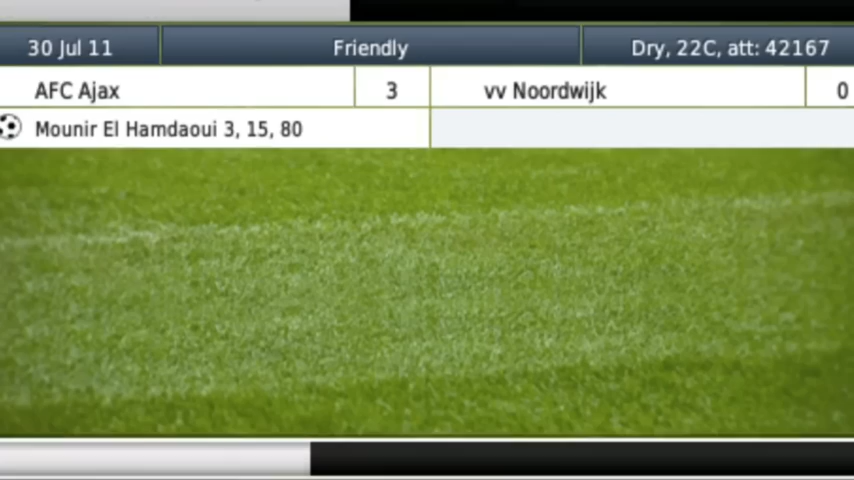 30 Jul 11 Friendly Dry, 22C, att: 42167
AFC Ajax 3 vv Noordwijk 0
Mounir El Hamdaoui 3, 15, 80